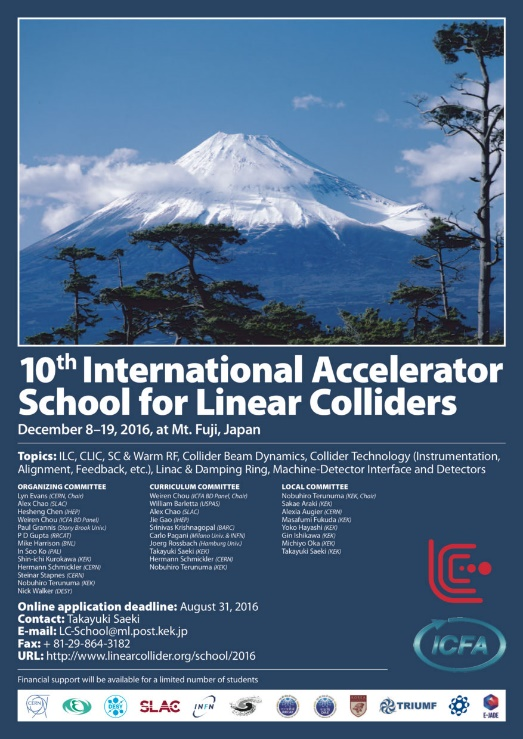 10th International Accelerator
School for Linear Colliders
December 8–19, 2016, at Mt. Fuji, Japan
Topics: ILC, CLIC, SC & Warm RF, Collider Beam Dynamics, Collider Technology (Instrumentation,
Alignment, Feedback, etc.), Linac & Damping Ring, Machine-Detector Interface and Detectors
ORGANIZING COMMITTEE
Lyn Evans (CERN, Chair)
Alex Chao (SLAC)
Hesheng Chen (IHEP)
Weiren Chou (ICFA BD Panel)
Paul Grannis (Stony Brook Univ.)
P D Gupta (RRCAT)
Mike Harrison (BNL)
In Soo Ko (PAL)
Shin-ichi Kurokawa (KEK)
Hermann Schmickler (CERN)
Steinar Stapnes (CERN)
Nobuhiro Terunuma (KEK)
Nick Walker (DESY)
CURRICULUM COMMITTEE
Weiren Chou (ICFA BD Panel, Chair)
William Barletta (USPAS)
Alex Chao (SLAC)
Jie Gao (IHEP)
Srinivas Krishnagopal (BARC)
Carlo Pagani (Milano Univ. & INFN)
Joerg Rossbach (Hamburg Univ.)
Takayuki Saeki (KEK)
Hermann Schmickler (CERN)
Nobuhiro Terunuma (KEK)
LOCAL COMMITTEE
Nobuhiro Terunuma (KEK, Chair)
Sakae Araki (KEK)
Alexia Augier (CERN)
Masafumi Fukuda (KEK)
Yoko Hayashi (KEK)
Gin Ishikawa (KEK)
Michiyo Oka (KEK)
Takayuki Saeki (KEK)
Online application deadline: August 31, 2016
Contact: Takayuki Saeki
E-mail: LC-School@ml.post.kek.jp
Fax: + 81-29-864-3182
URL: http://www.linearcollider.org/school/2016
ICFA
Financial support will be available for a limited number of students
CERN
DESY
SLAC
INFN
TRIUMF
E-JADE